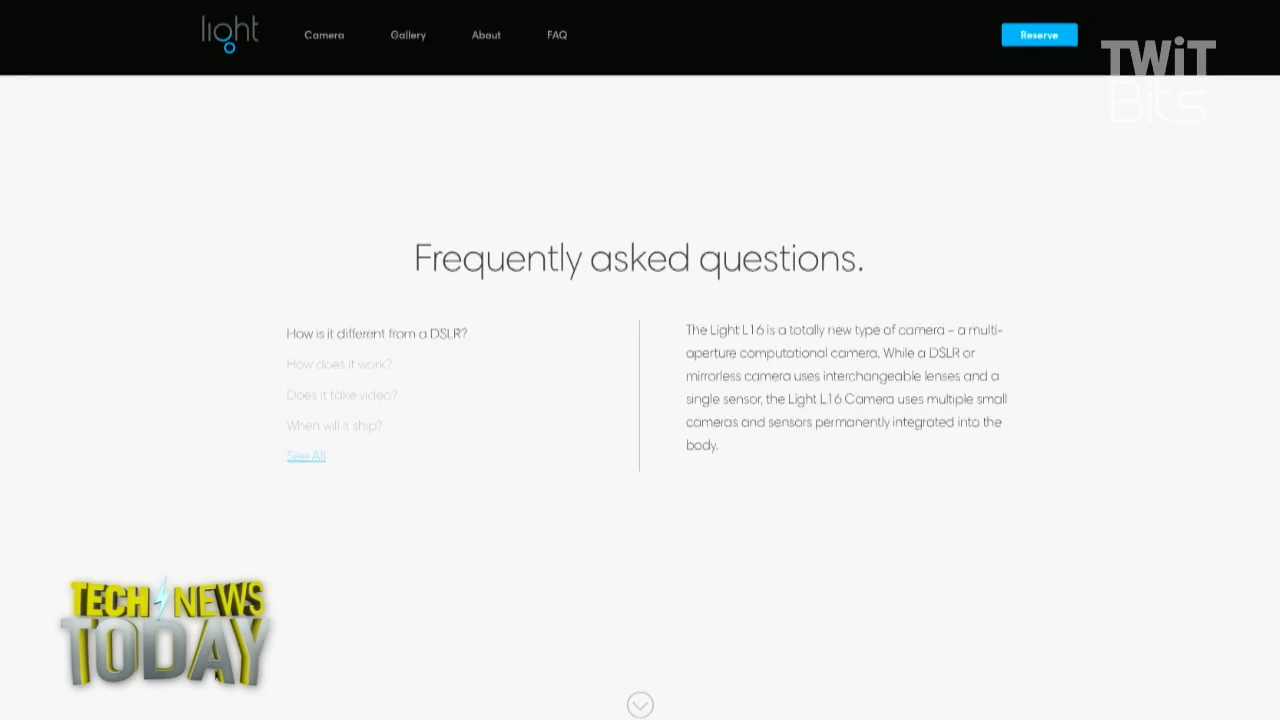 light
Camera
Gallery
About
FAQ
Reserve
TWiT
Bits
Frequently asked questions.
How is it different from a DSLR?
How does it work?
Does it take video?
When will it ship?
See All
The Light L16 is a totally new type of camera – a multi-
aperture computational camera. While a DSLR or
mirrorless camera uses interchangeable lenses and a
single sensor, the Light L16 Camera uses multiple small
cameras and sensors permanently integrated into the
body.
TECH NEWS
TODAY